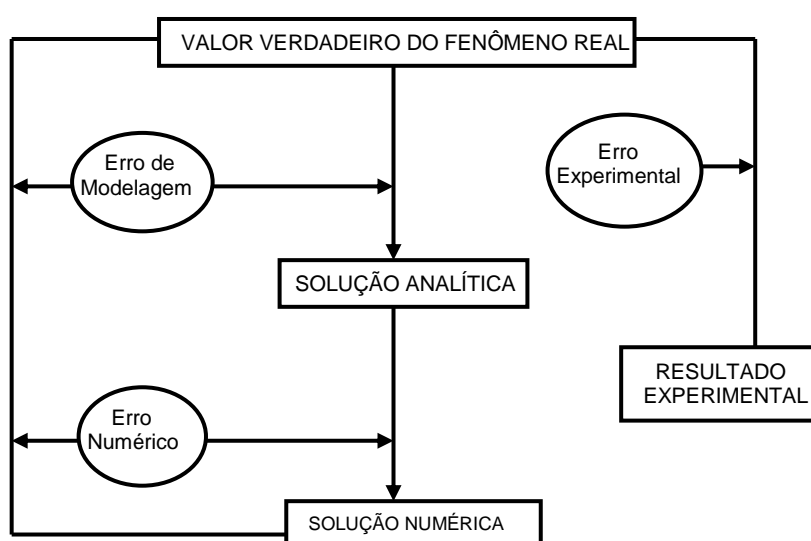 VALOR VERDADEIRO DO FENÔMENO REAL
Erro de
Modelagem
Erro
Experimental
SOLUÇÃO ANALÍTICA
RESULTADO
EXPERIMENTAL
Erro
Numérico
SOLUÇÃO NUMÉRICA